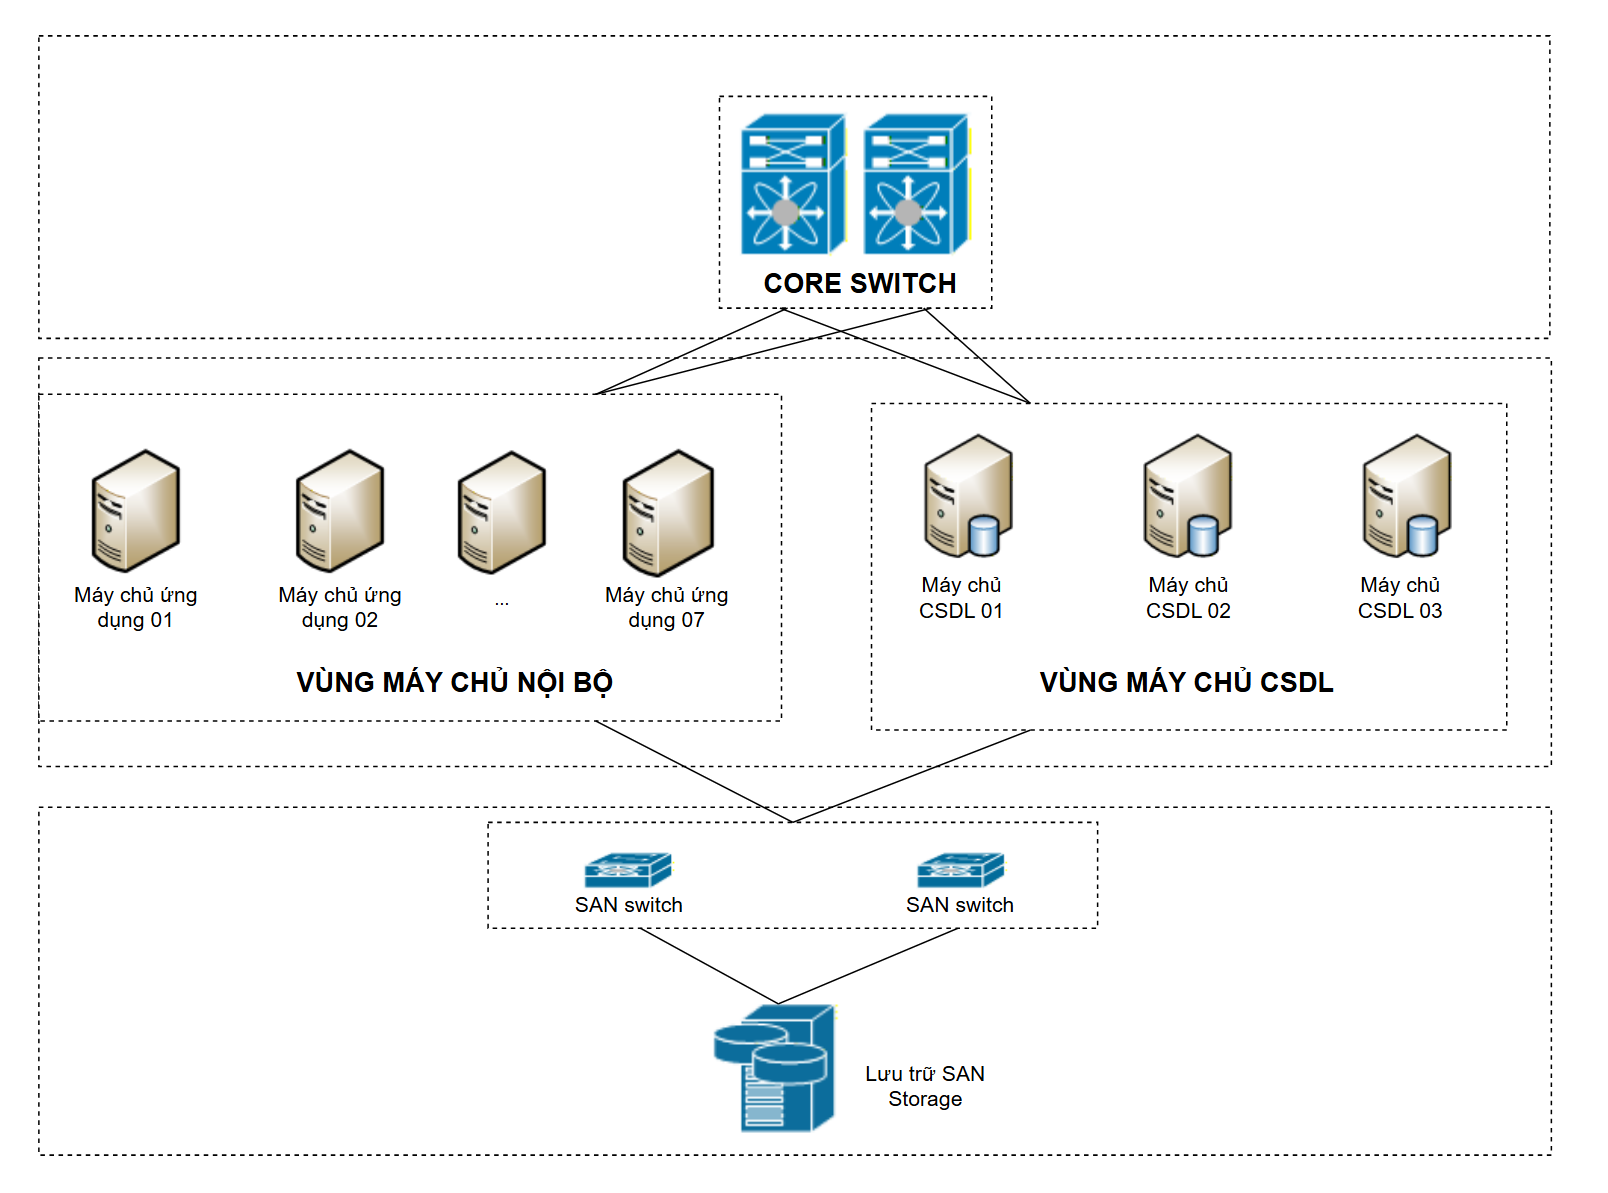 CORE SWITCH
Máy chủ ứng
dụng 01
Máy chủ ứng
dụng 02
...
Máy chủ ứng
dụng 07
VÙNG MÁY CHỦ NỘI BỘ
Máy chủ
CSDL 01
Máy chủ
CSDL 02
Máy chủ
CSDL 03
VÙNG MÁY CHỦ CSDL
SAN switch
SAN switch
Lưu trữ SAN
Storage